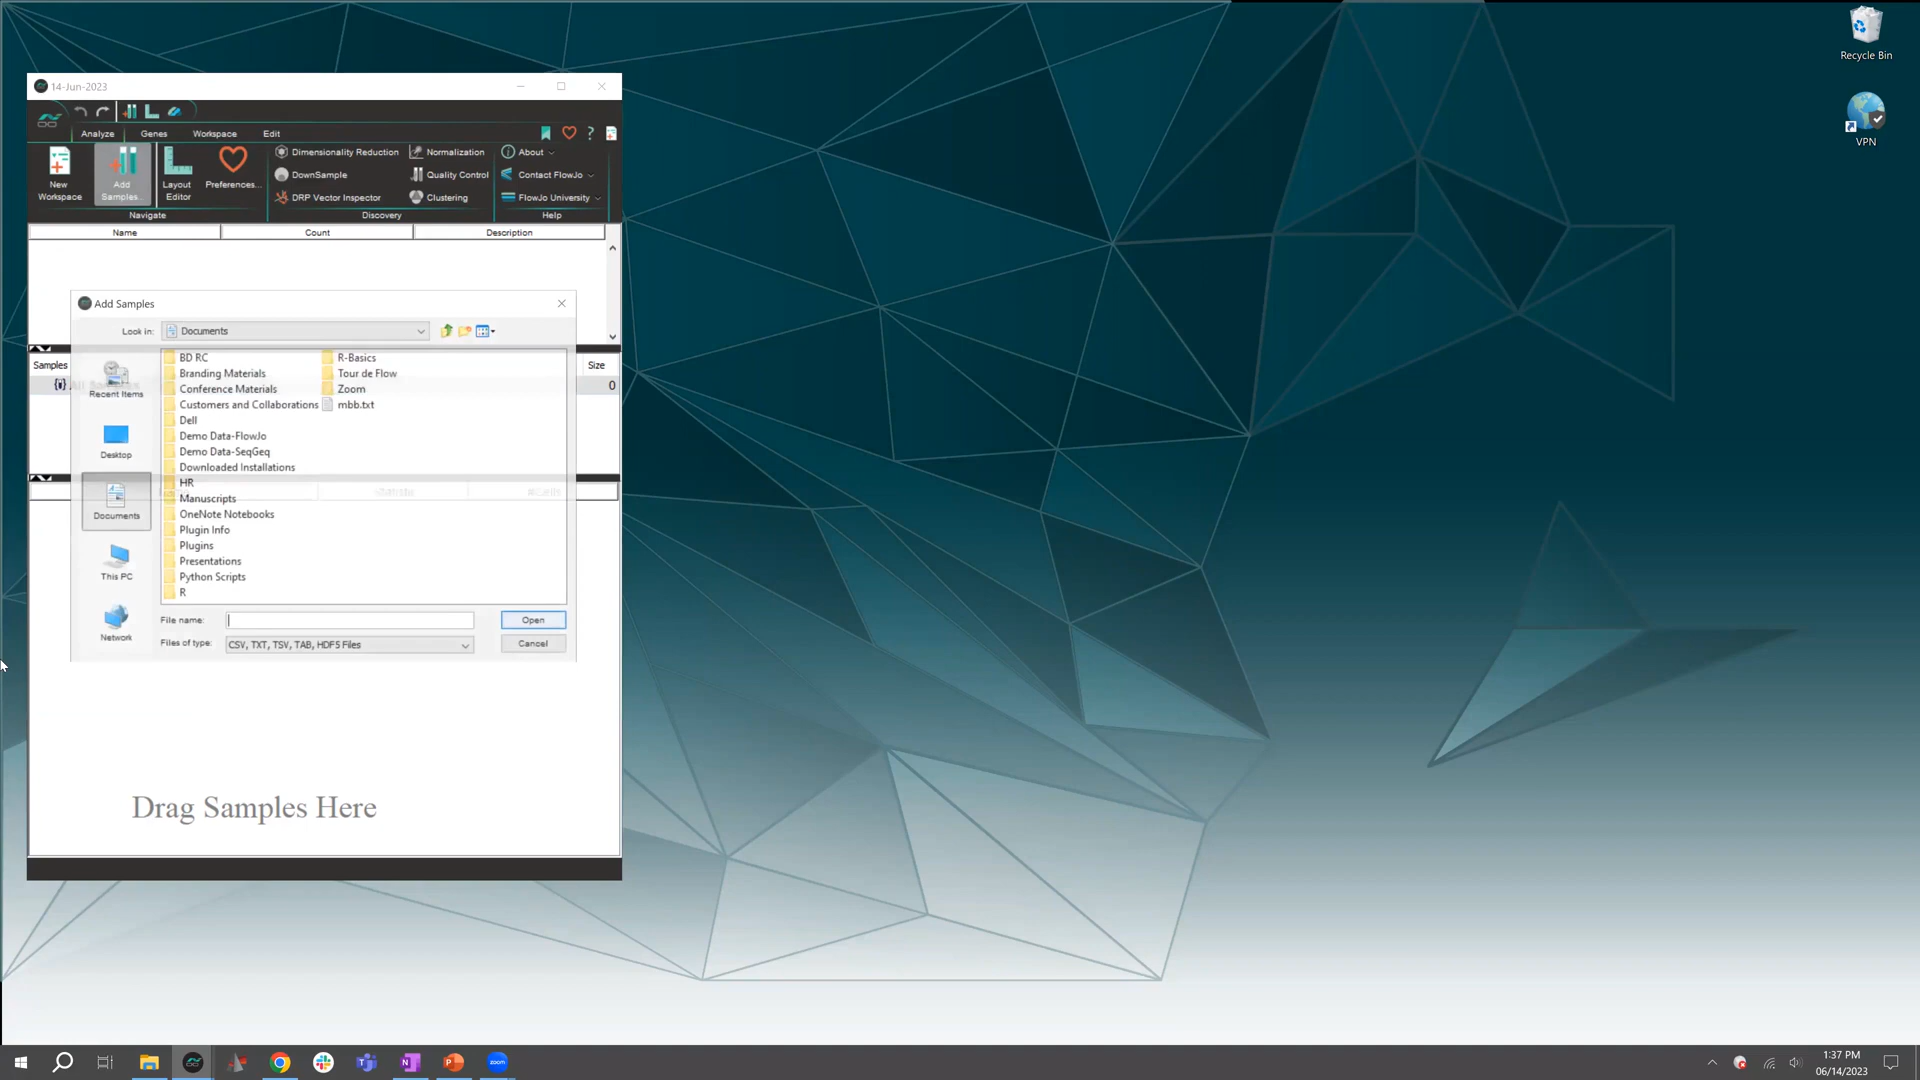 Recycle Bin
VPN
14-Jun-2023
Analyze Genes Workspace Edit
New Workspace
Add Samples...
Layout Editor
Preferences...
Dimensionality Reduction
DownSample
DRP Vector Inspector
Normalization
Quality Control
Clustering
About
Contact FlowJo
FlowJo University
Navigate Discovery Help
Name Count Description
Samples Size
All Samples 0
Statistic #Cells
Add Samples
Look in: Documents
Recent Items
Desktop
Documents
This PC
Network
BD RC
Branding Materials
Conference Materials
Customers and Collaborations
Dell
Demo Data-FlowJo
Demo Data-SeqGeq
Downloaded Installations
HR
Manuscripts
OneNote Notebooks
Plugin Info
Plugins
Presentations
Python Scripts
R
R-Basics
Tour de Flow
Zoom
mbb.txt
File name: Open
Files of type: CSV, TXT, TSV, TAB, HDF5 Files Cancel
Drag Samples Here
zoom
1:37 PM
06/14/2023